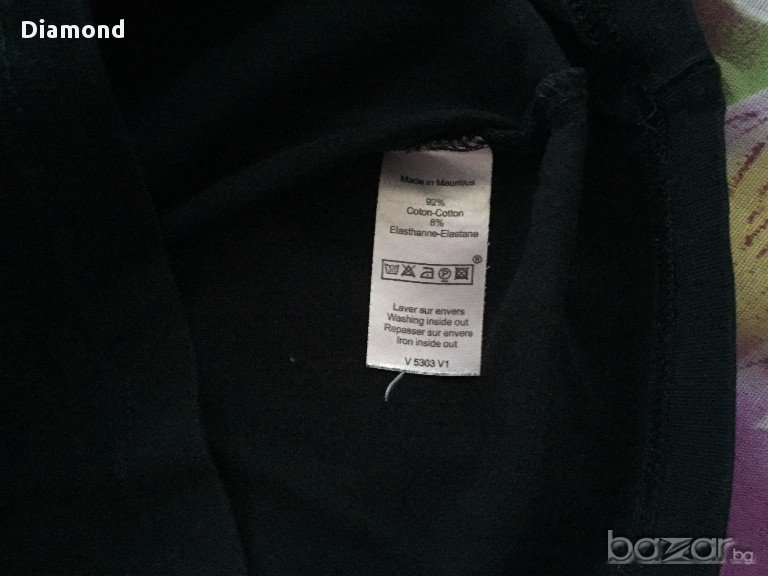 Diamond
Made in Mauritius
92%
Coton-Cotton
8%
Elasthanne-Elastane
®
Laver sur envers
Washing inside out
Repasser sur envers
Iron inside out
V 5303 V1
bazar.bg